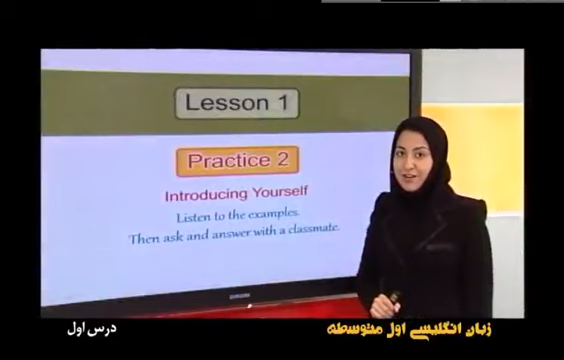 Lesson 1
Practice 2
Introducing Yourself
Listen to the examples.
Then ask and answer with a classmate.
SAMSUNG
زبان انگلیسی اول متوسطه
درس اول